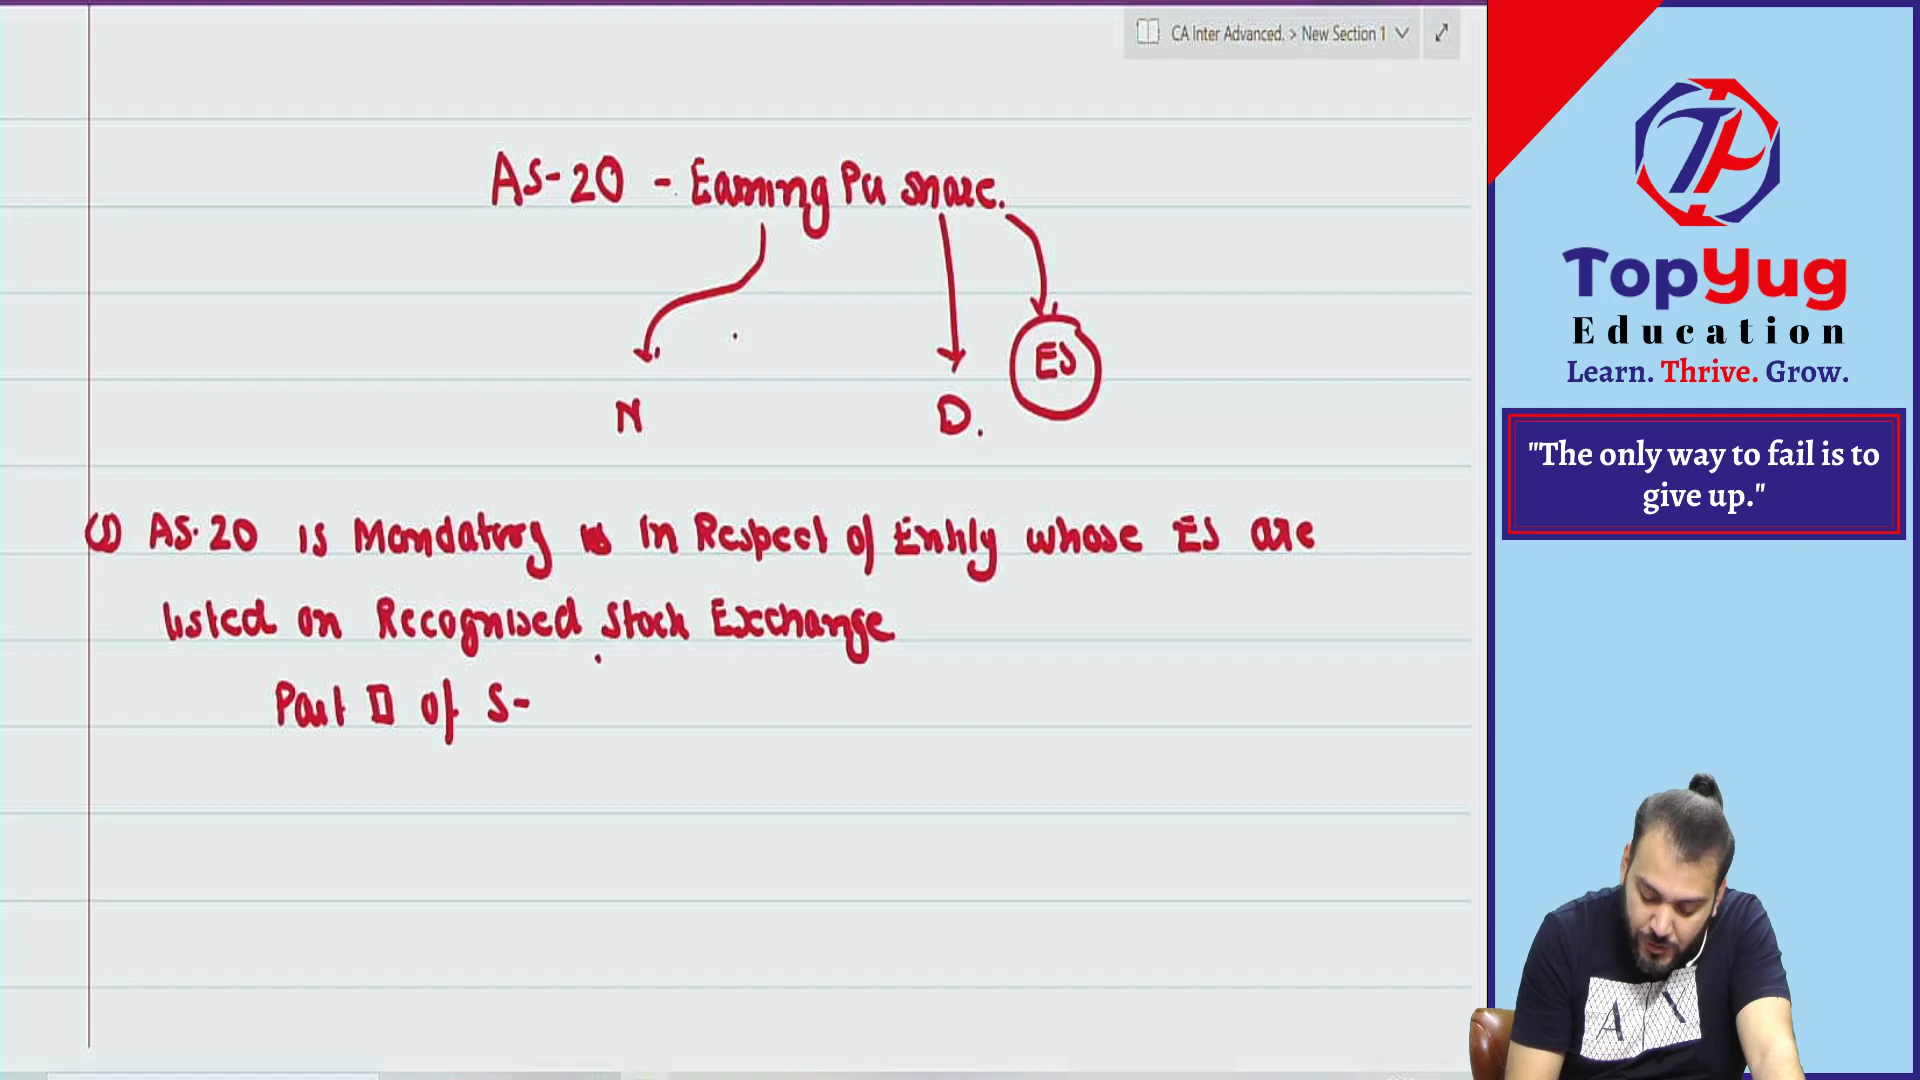 CA Inter Advanced. > New Section 1
AS-20 - Earning Per share.
N
D.
ES
(1) AS.20 is Mandatory in Respect of Entity whose ES are
listed on Recognised Stock Exchange
Part II of S-
TopYug
Education
Learn. Thrive. Grow.
"The only way to fail is to
give up."
A X